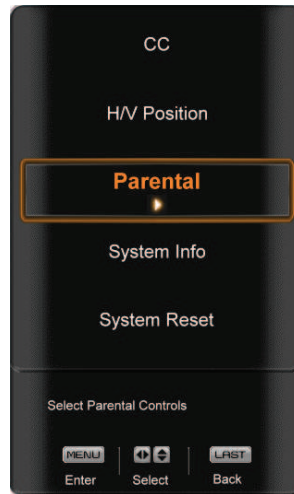 CC
H/V Position
Parental
System Info
System Reset
Select Parental Controls
MENU LAST
Enter Select Back